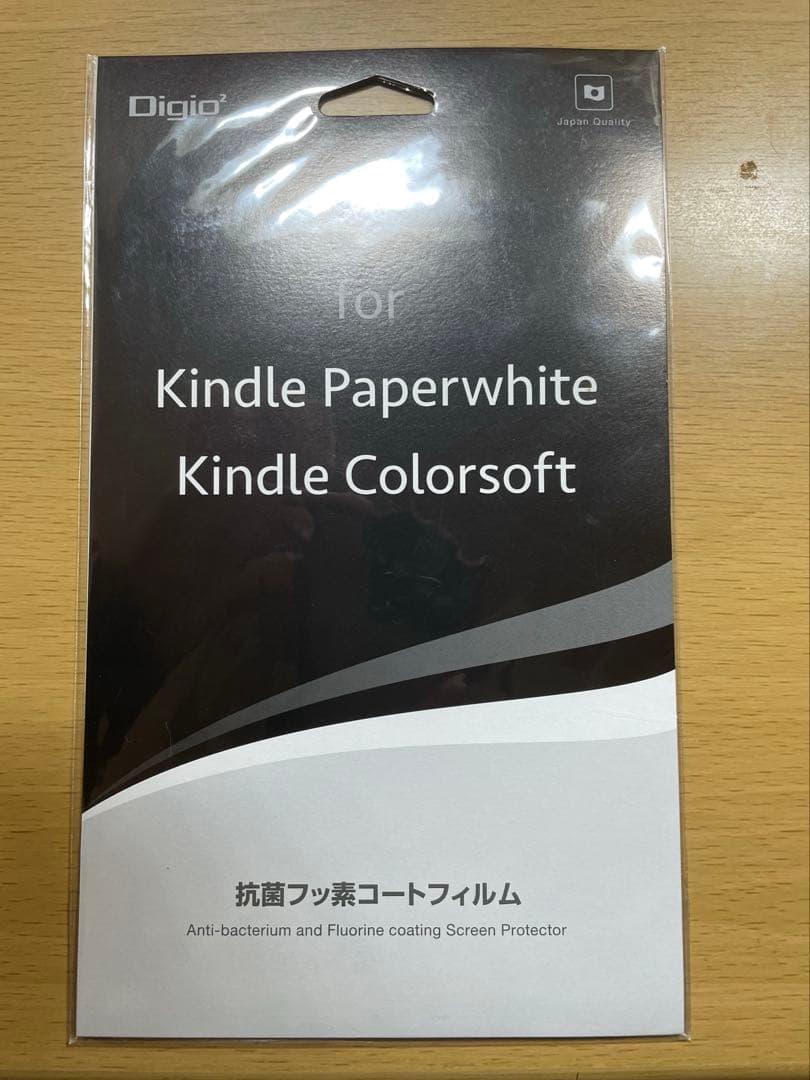 Digio²
Japan Quality
for
Kindle Paperwhite
Kindle Colorsoft
抗菌フッ素コートフィルム
Anti-bacterium and Fluorine coating Screen Protector